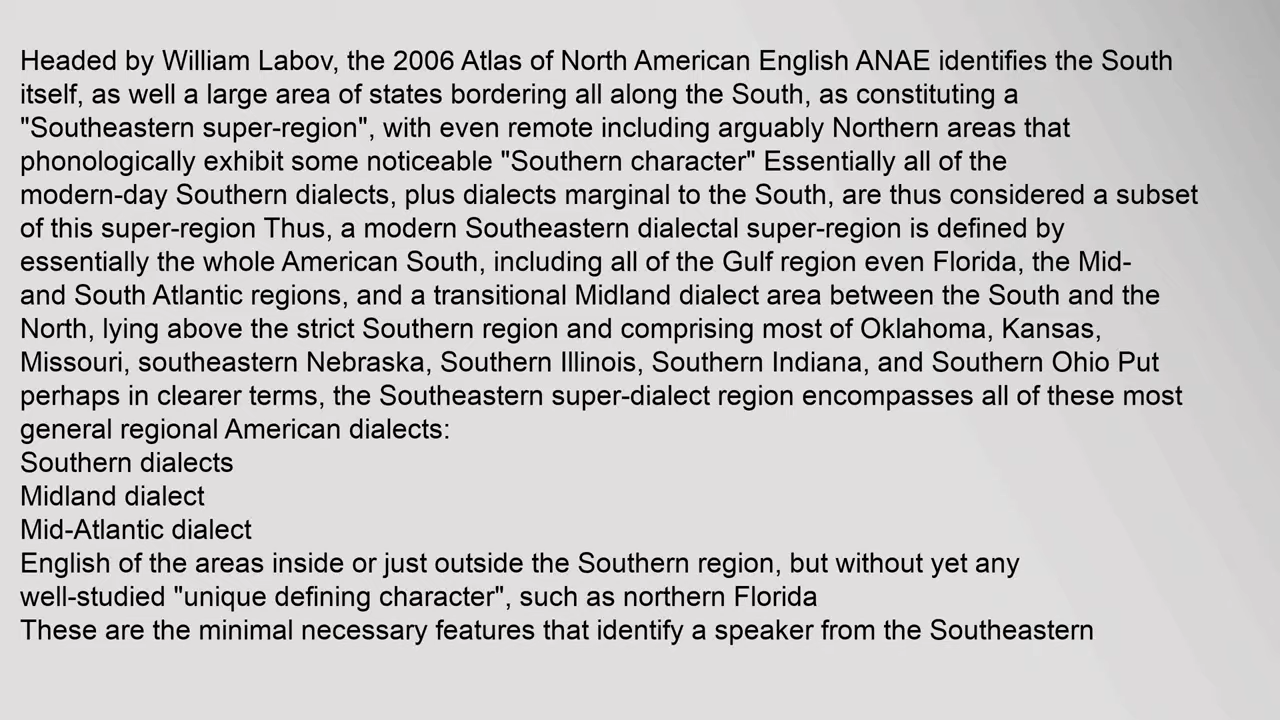 Headed by William Labov, the 2006 Atlas of North American English ANAE identifies the South
itself, as well a large area of states bordering all along the South, as constituting a
"Southeastern super-region", with even remote including arguably Northern areas that
phonologically exhibit some noticeable "Southern character" Essentially all of the
modern-day Southern dialects, plus dialects marginal to the South, are thus considered a subset
of this super-region Thus, a modern Southeastern dialectal super-region is defined by
essentially the whole American South, including all of the Gulf region even Florida, the Mid-
and South Atlantic regions, and a transitional Midland dialect area between the South and the
North, lying above the strict Southern region and comprising most of Oklahoma, Kansas,
Missouri, southeastern Nebraska, Southern Illinois, Southern Indiana, and Southern Ohio Put
perhaps in clearer terms, the Southeastern super-dialect region encompasses all of these most
general regional American dialects:
Southern dialects
Midland dialect
Mid-Atlantic dialect
English of the areas inside or just outside the Southern region, but without yet any
well-studied "unique defining character", such as northern Florida
These are the minimal necessary features that identify a speaker from the Southeastern